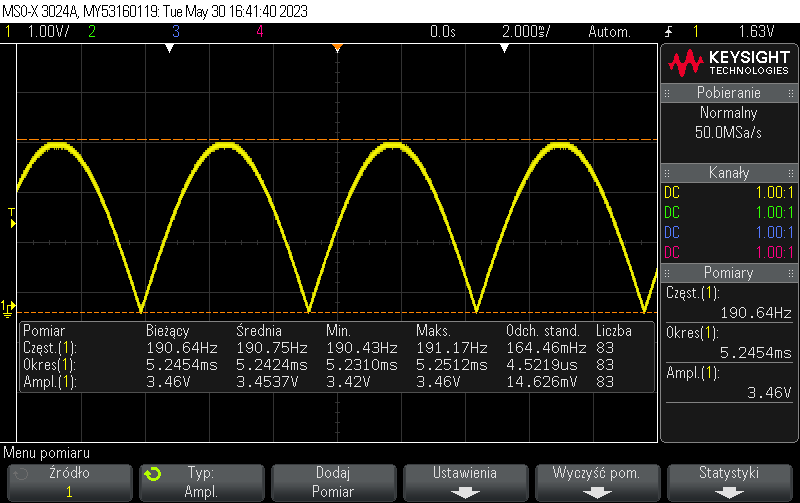 MSO-X 3024A, MY53160119: Tue May 30 16:41:40 2023
1 1.00V/ 2 3 4 0.0s 2.000ms/ Autom. 1 1.63V
KEYSIGHT
TECHNOLOGIES
Pobieranie
Normalny
50.0MSa/s
Kanały
DC 1.00:1
DC 1.00:1
DC 1.00:1
DC 1.00:1
Pomiary
Częst.(1):
190.64Hz
Okres(1):
5.2454ms
Ampl.(1):
3.46V
T
1
Pomiar Bieżący Średnia Min. Maks. Odch. stand. Liczba
Częst.(1): 190.64Hz 190.75Hz 190.43Hz 191.17Hz 164.46mHz 83
Okres(1): 5.2454ms 5.2424ms 5.2310ms 5.2512ms 4.5219us 83
Ampl.(1): 3.46V 3.4537V 3.42V 3.46V 14.626mV 83
Menu pomiaru
Źródło
1
Typ:
Ampl.
Dodaj
Pomiar
Ustawienia
Wyczyść pom.
Statystyki